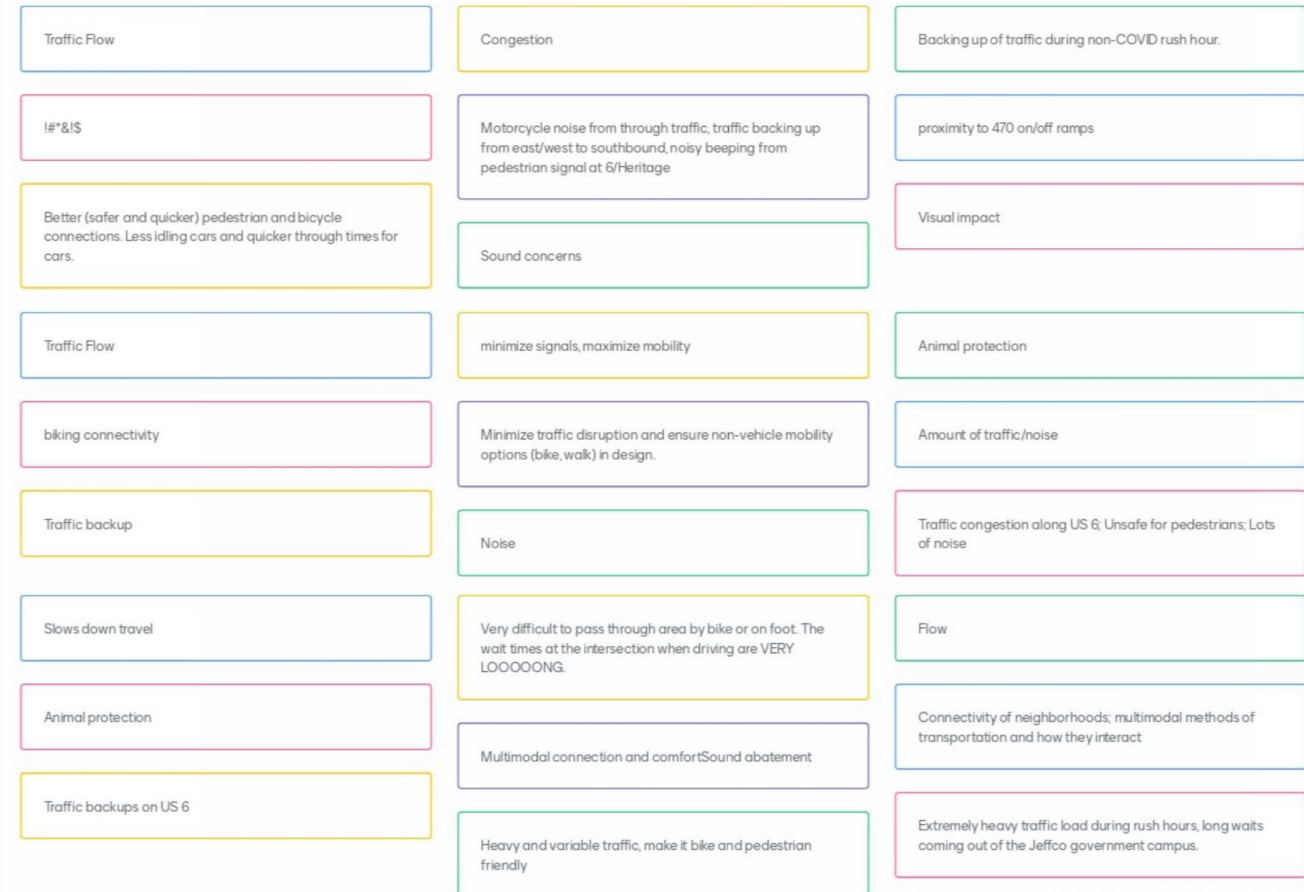 Traffic Flow
Congestion
Backing up of traffic during non-COVID rush hour.
!#*&!$
Motorcycle noise from through traffic, traffic backing up
from east/west to southbound, noisy beeping from
pedestrian signal at 6/Heritage
proximity to 470 on/off ramps
Better (safer and quicker) pedestrian and bicycle
connections. Less idling cars and quicker through times for
cars.
Sound concerns
Visual impact
Traffic Flow
minimize signals, maximize mobility
Animal protection
biking connectivity
Minimize traffic disruption and ensure non-vehicle mobility
options (bike, walk) in design.
Amount of traffic/noise
Traffic backup
Noise
Traffic congestion along US 6; Unsafe for pedestrians; Lots
of noise
Slows down travel
Very difficult to pass through area by bike or on foot. The
wait times at the intersection when driving are VERY
LOOOOONG.
Flow
Animal protection
Multimodal connection and comfortSound abatement
Connectivity of neighborhoods; multimodal methods of
transportation and how they interact
Traffic backups on US 6
Heavy and variable traffic, make it bike and pedestrian
friendly
Extremely heavy traffic load during rush hours, long waits
coming out of the Jeffco government campus.